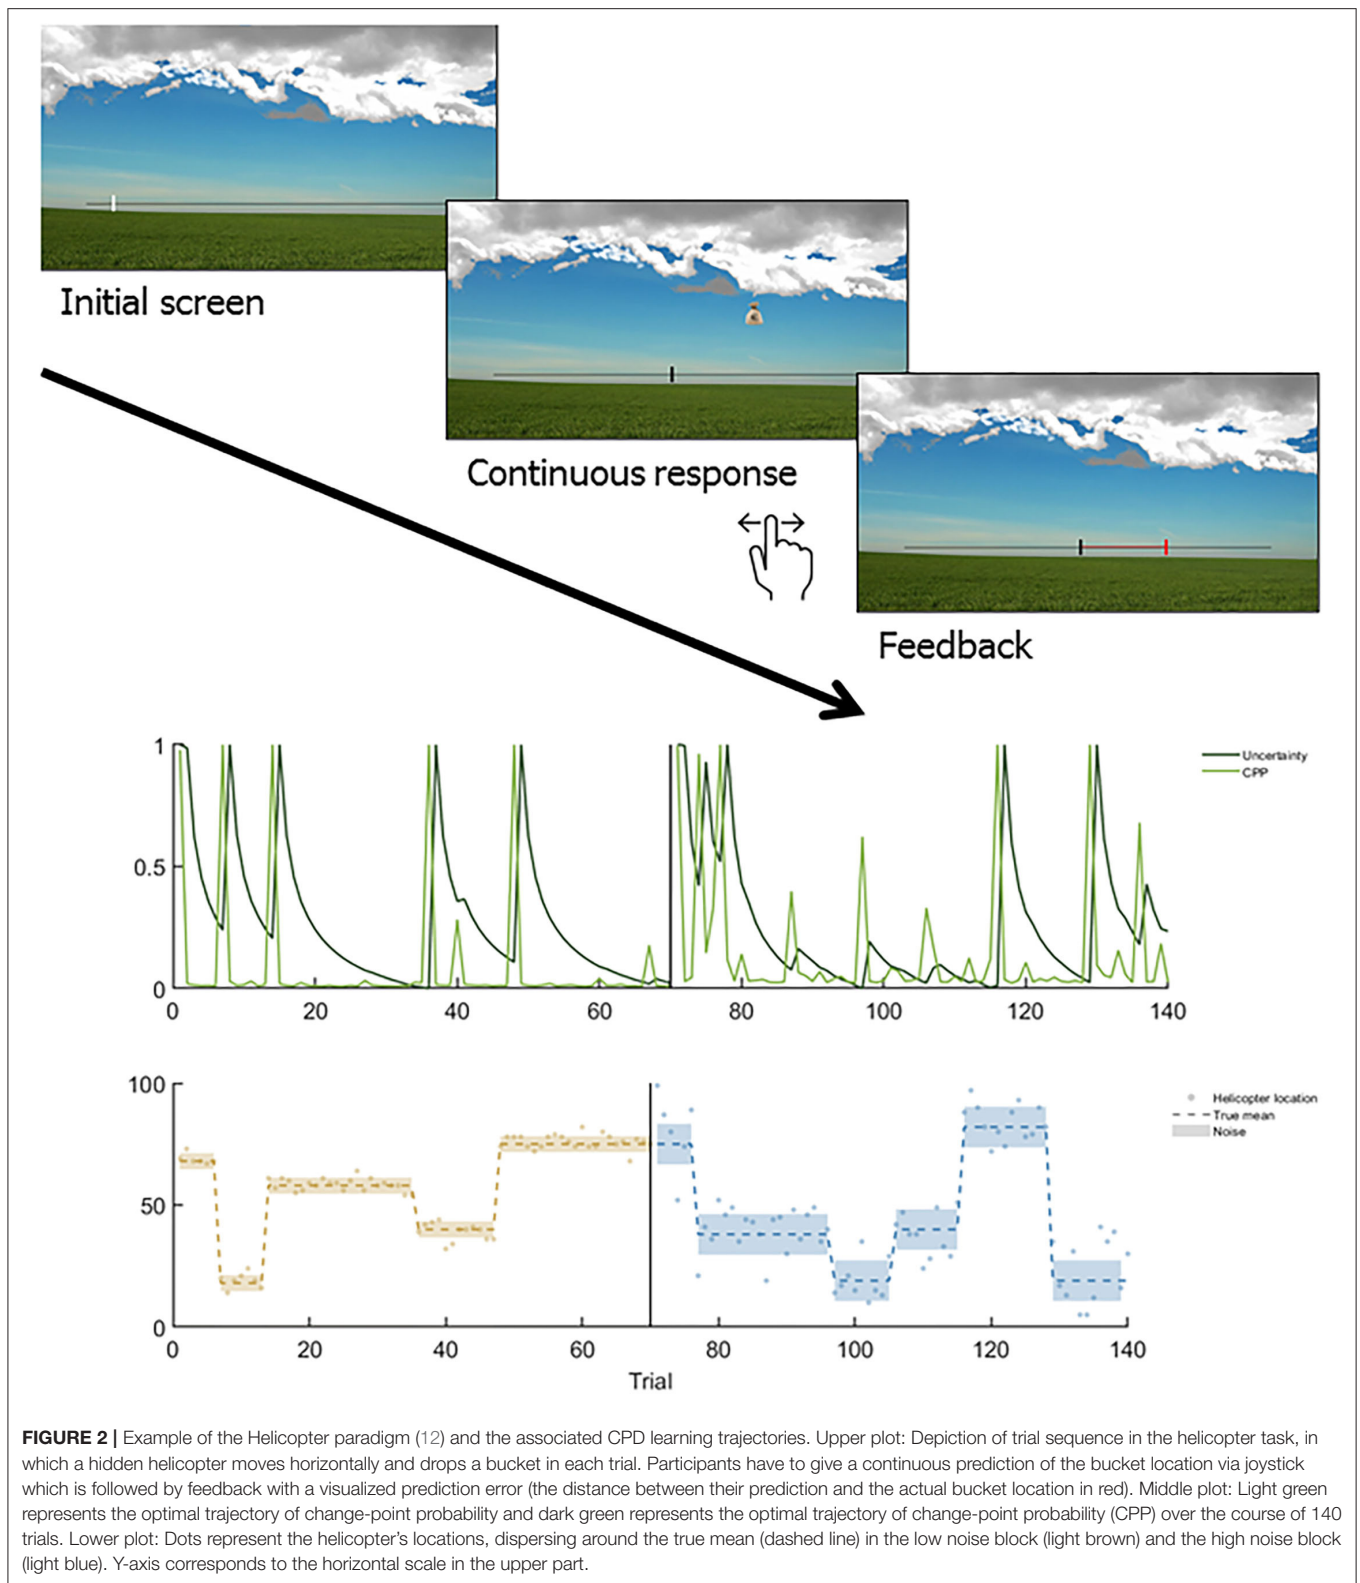 Initial screen
Continuous response
Feedback
1
0.5
0
0 20 40 60 80 100 120 140
Uncertainty
CPP
100
50
0
0 20 40 60 80 100 120 140
Trial
Helicopter location
True mean
Noise
FIGURE 2 | Example of the Helicopter paradigm (12) and the associated CPD learning trajectories. Upper plot: Depiction of trial sequence in the helicopter task, in
which a hidden helicopter moves horizontally and drops a bucket in each trial. Participants have to give a continuous prediction of the bucket location via joystick
which is followed by feedback with a visualized prediction error (the distance between their prediction and the actual bucket location in red). Middle plot: Light green
represents the optimal trajectory of change-point probability and dark green represents the optimal trajectory of change-point probability (CPP) over the course of 140
trials. Lower plot: Dots represent the helicopter's locations, dispersing around the true mean (dashed line) in the low noise block (light brown) and the high noise block
(light blue). Y-axis corresponds to the horizontal scale in the upper part.